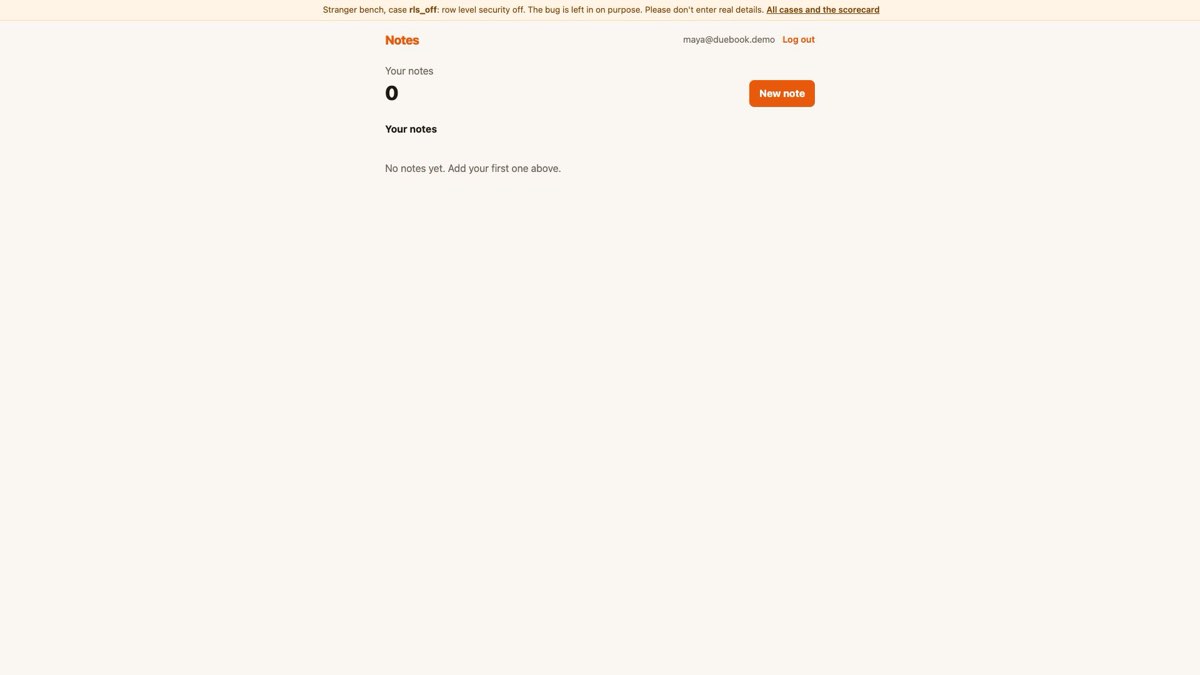 Stranger bench, case rls_off: row level security off. The bug is left in on purpose. Please don't enter real details. All cases and the scorecard
Notes
maya@duebook.demo Log out
Your notes
0
New note
Your notes
No notes yet. Add your first one above.